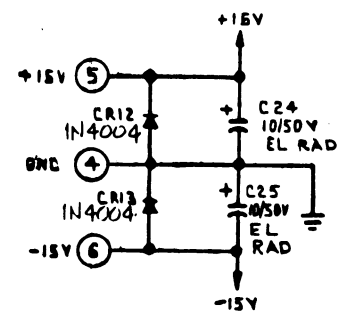 +15V
+15V 5
CR12
1N4004
+ C24
10/50V
EL RAD
GNC 4
CR13
1N4004
+ C25
10/50V
EL
RAD
-15V 6
-15V